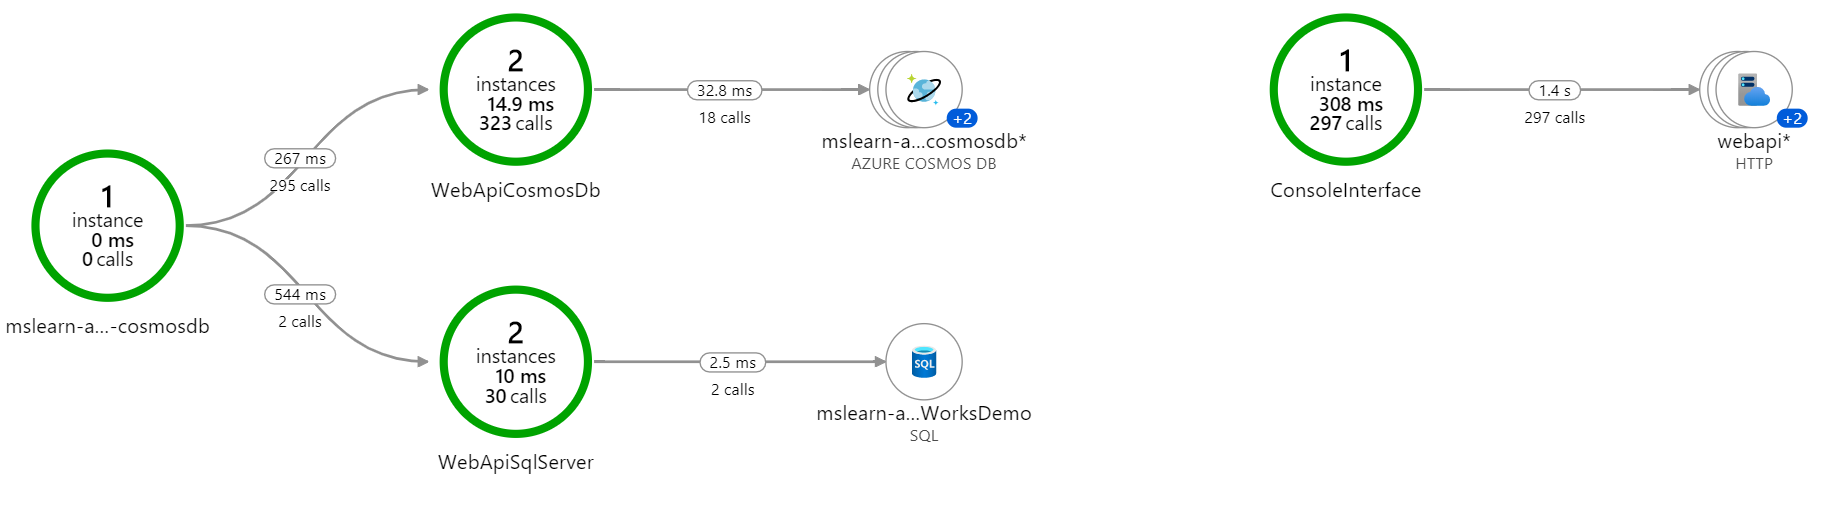 1
instance
0 ms
0 calls
mslearn-a...-cosmosdb
267 ms
295 calls
544 ms
2 calls
2
instances
14.9 ms
323 calls
WebApiCosmosDb
32.8 ms
18 calls
+2
mslearn-a...cosmosdb*
AZURE COSMOS DB
2
instances
10 ms
30 calls
WebApiSqlServer
2.5 ms
2 calls
SQL
mslearn-a...WorksDemo
SQL
1
instance
308 ms
297 calls
ConsoleInterface
1.4 s
297 calls
+2
webapi*
HTTP